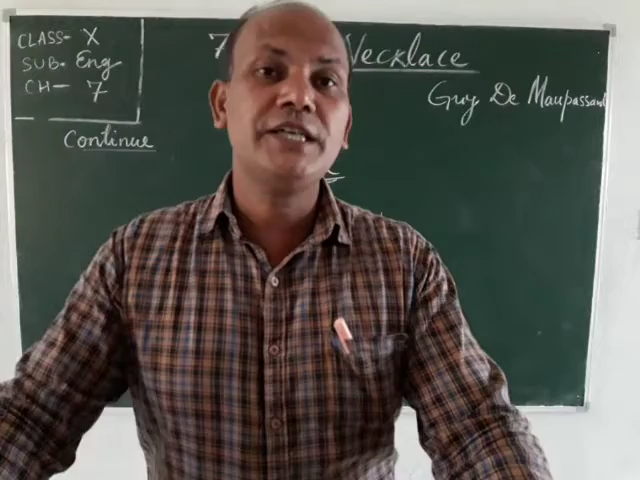 CLASS- X
SUB- Eng
CH- 7
Continue
7
Necklace
Guy De Maupassant